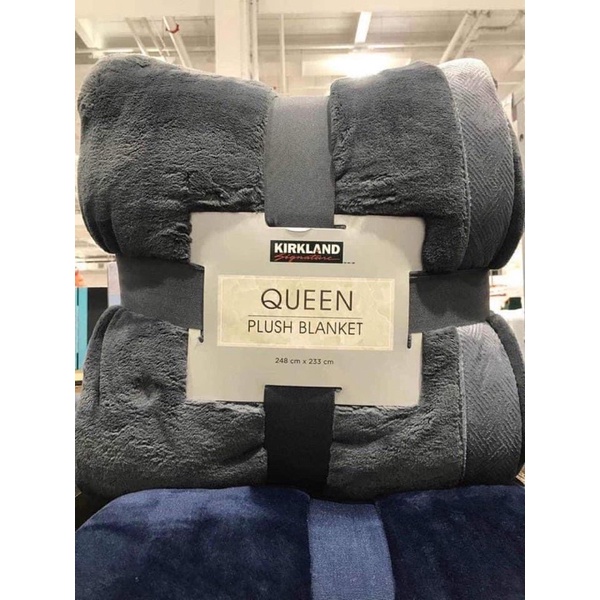 KIRKLAND
Signature
QUEEN
PLUSH BLANKET
248 cm x 233 cm